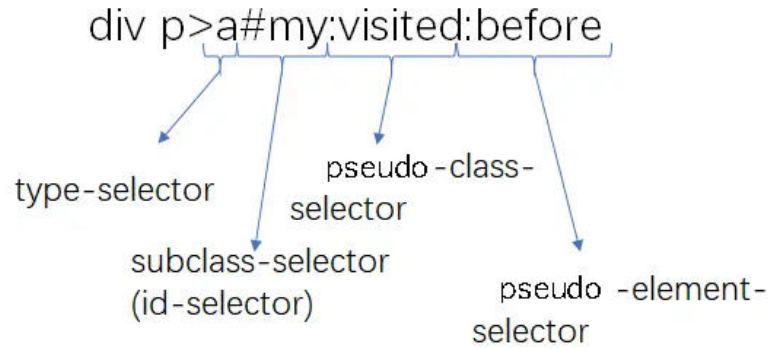 div p>a#my:visited:before
type-selector
pseudo-class-
selector
subclass-selector
(id-selector)
pseudo -element-
selector